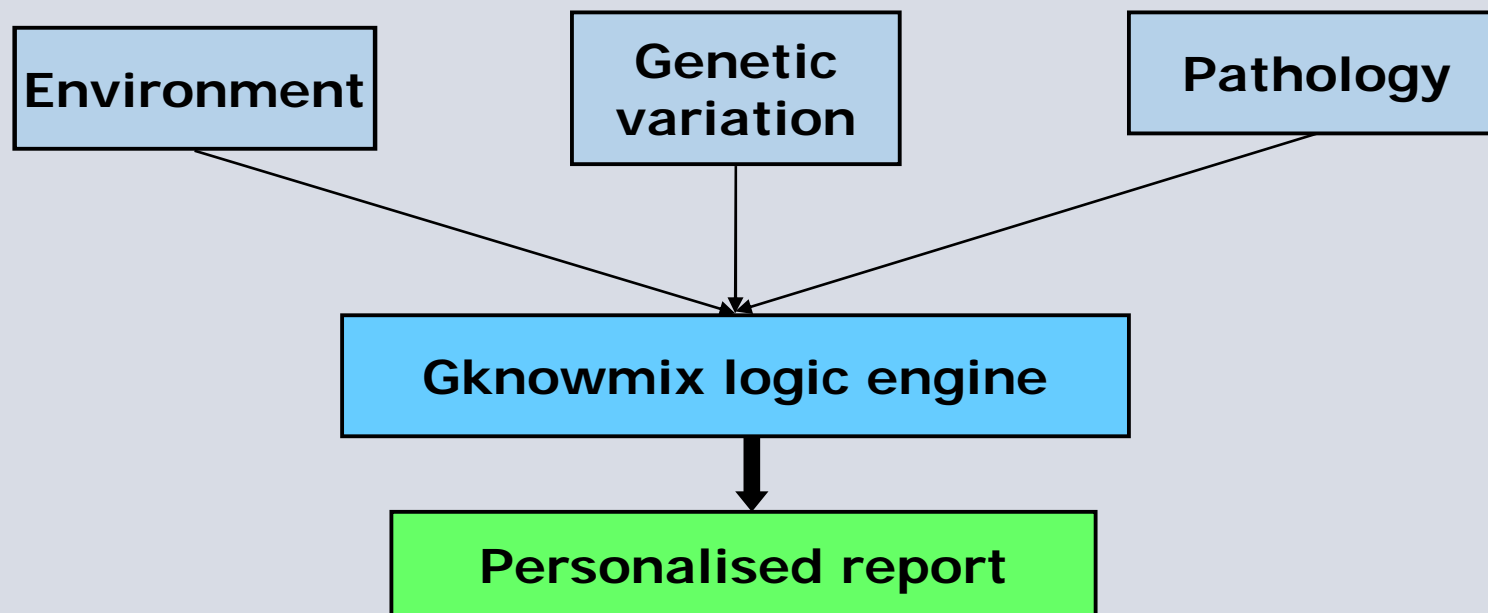 Environment
Genetic
variation
Pathology
Gknowmix logic engine
Personalised report